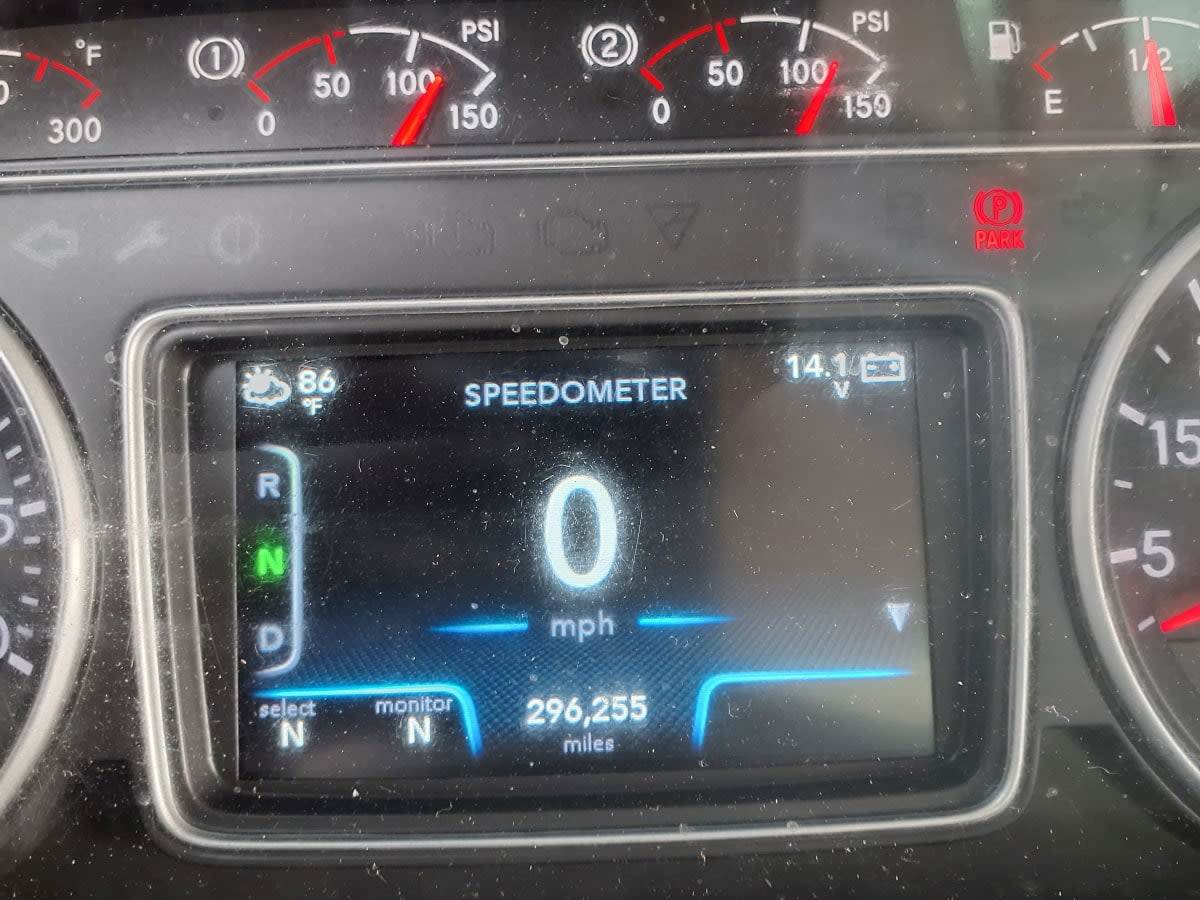 °F
300
1
PSI
0
50
100
150
2
PSI
0
50
100
150
E
1/2
P
PARK
86
°F
SPEEDOMETER
14.1
V
R
N
D
0
mph
select
N
monitor
N
296,255
miles
15
5